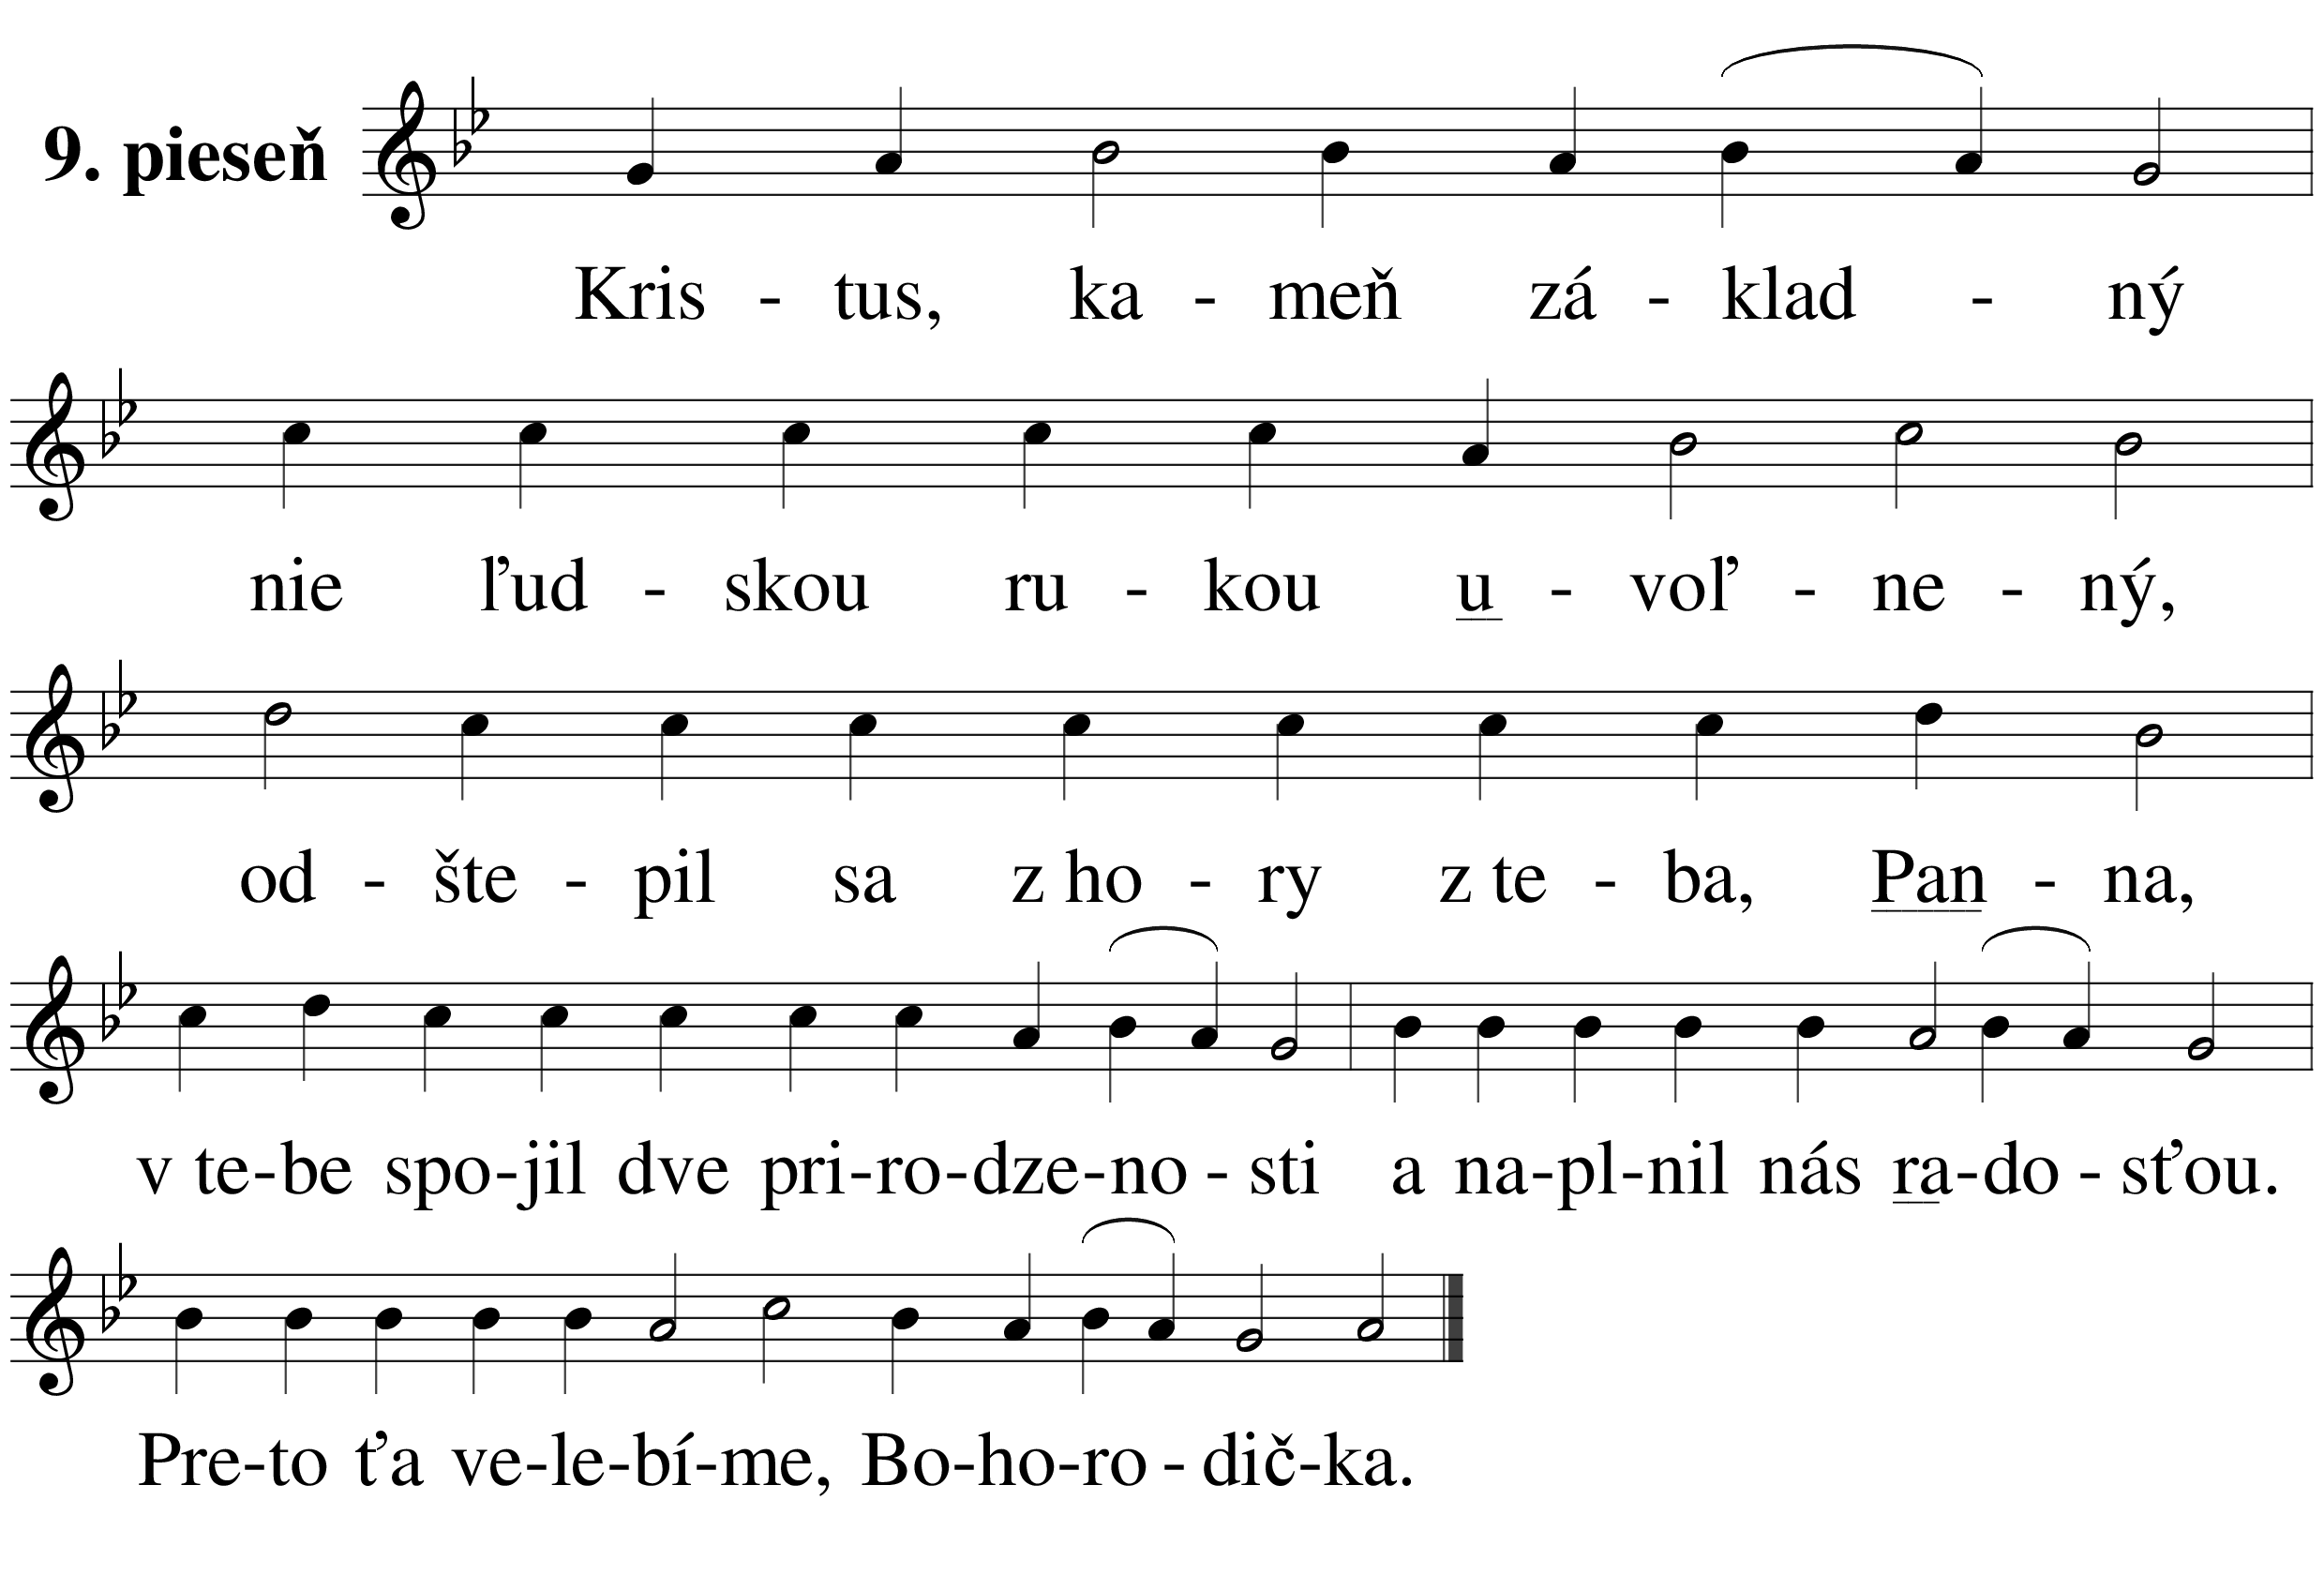 9. pieseň
Kris - tus, ka - meň zá - klad - ný
nie ľud - skou ru - kou u - voľ - ne - ný,
od - šte - pil sa z ho - ry z te - ba, Pan - na,
v te-be spo-jil dve pri-ro-dze-no - sti a na-pl-nil nás ra-do - sťou.
Pre-to ťa ve-le-bí-me, Bo-ho-ro - dič-ka.